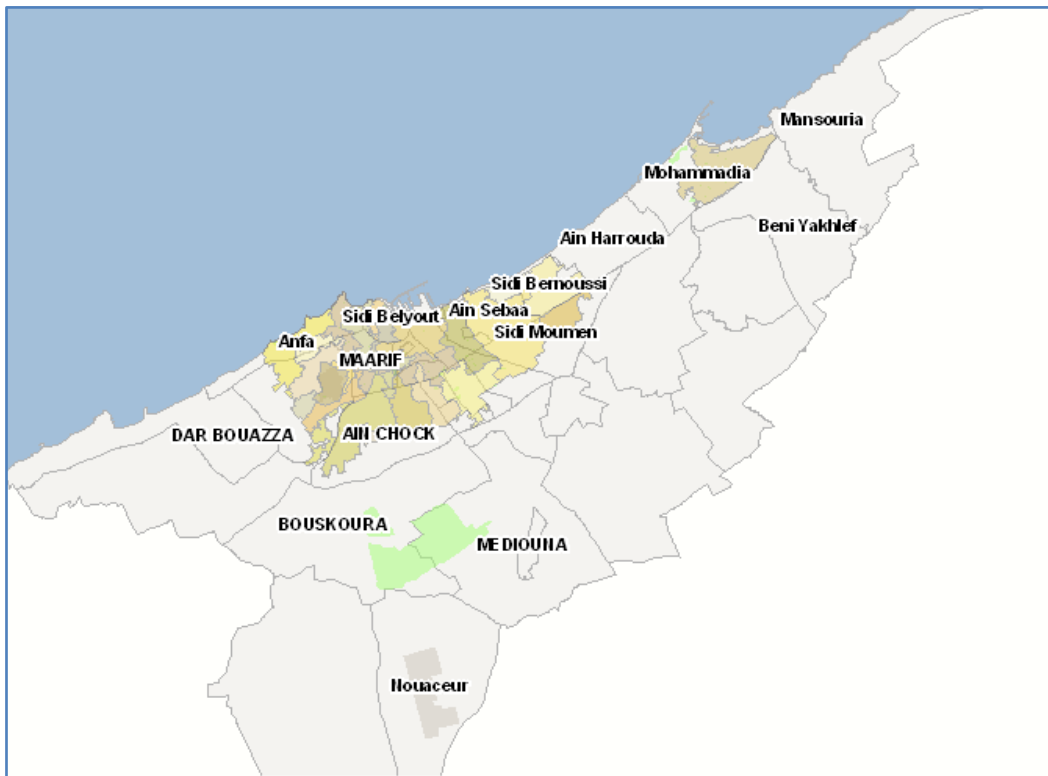 Mansouria
Mohammadia
Beni Yakhlef
Ain Harrouda
Sidi Bernoussi
Ain Sebaa
Sidi Belyout
Sidi Moumen
Anfa
MAARIF
DAR BOUAZZA
AIN CHOCK
BOUSKOURA
MEDIOUNA
Nouaceur